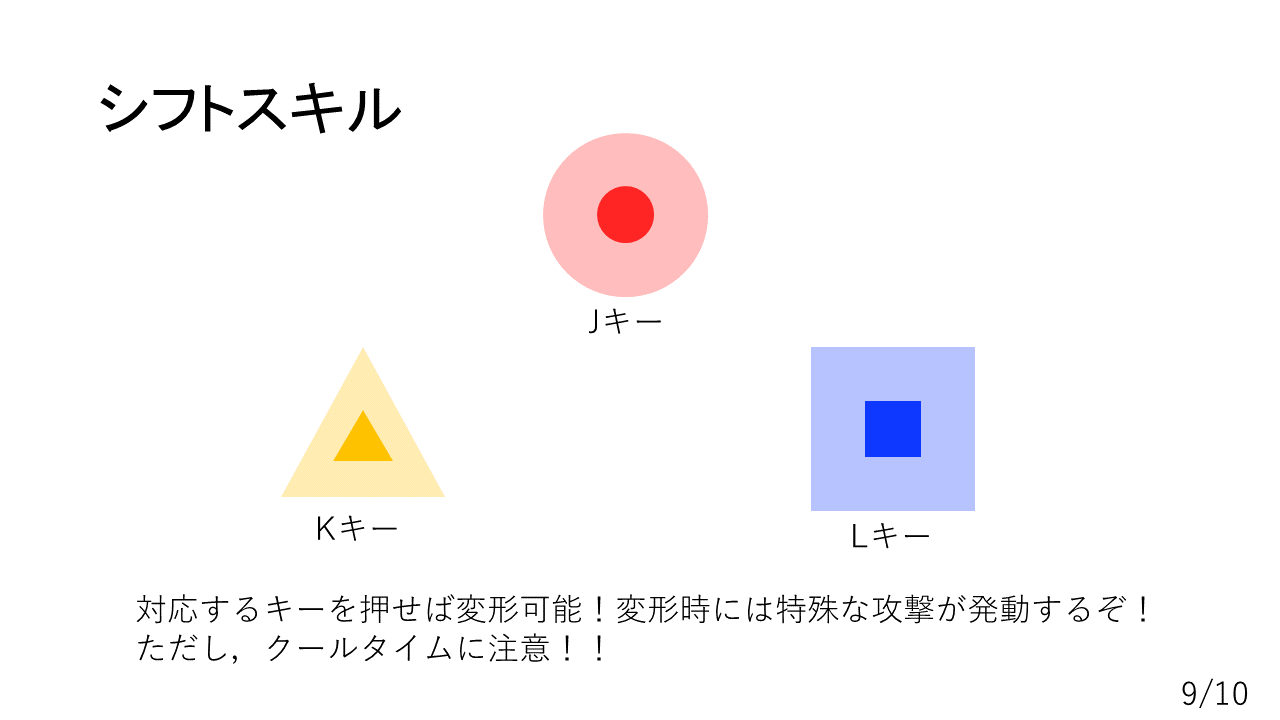 シフトスキル
Jキー
Kキー
Lキー
対応するキーを押せば変形可能！変形時には特殊な攻撃が発動するぞ！
ただし，クールタイムに注意！！
9/10